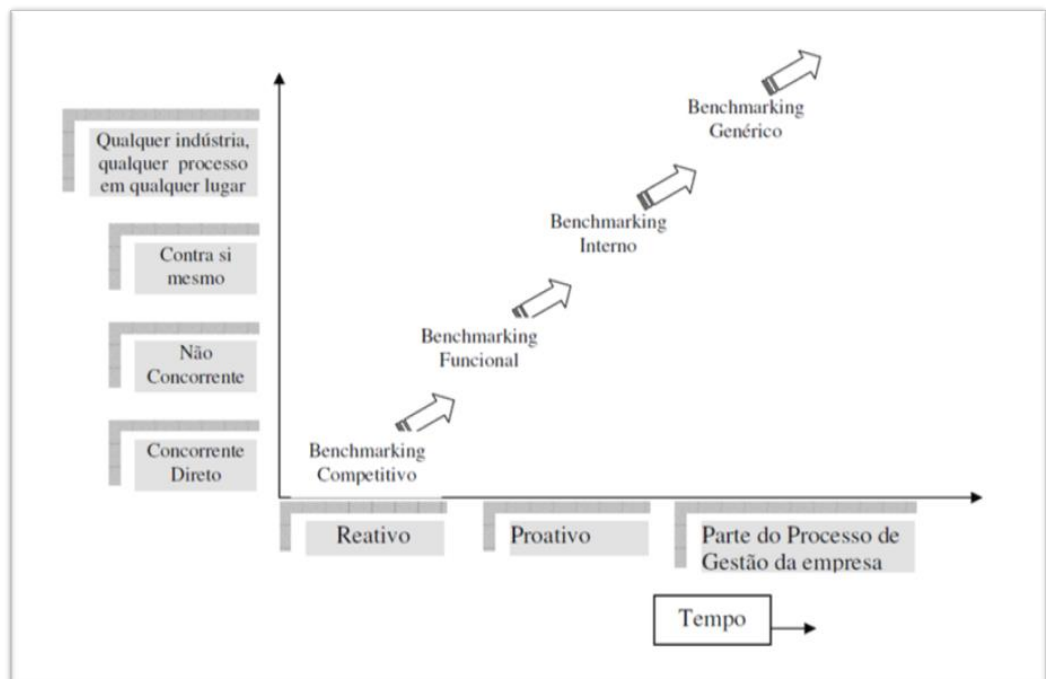 Benchmarking
Genérico
Qualquer indústria,
qualquer processo
em qualquer lugar
Benchmarking
Interno
Contra si
mesmo
Benchmarking
Funcional
Não
Concorrente
Benchmarking
Competitivo
Concorrente
Direto
Reativo
Proativo
Parte do Processo de
Gestão da empresa
Tempo